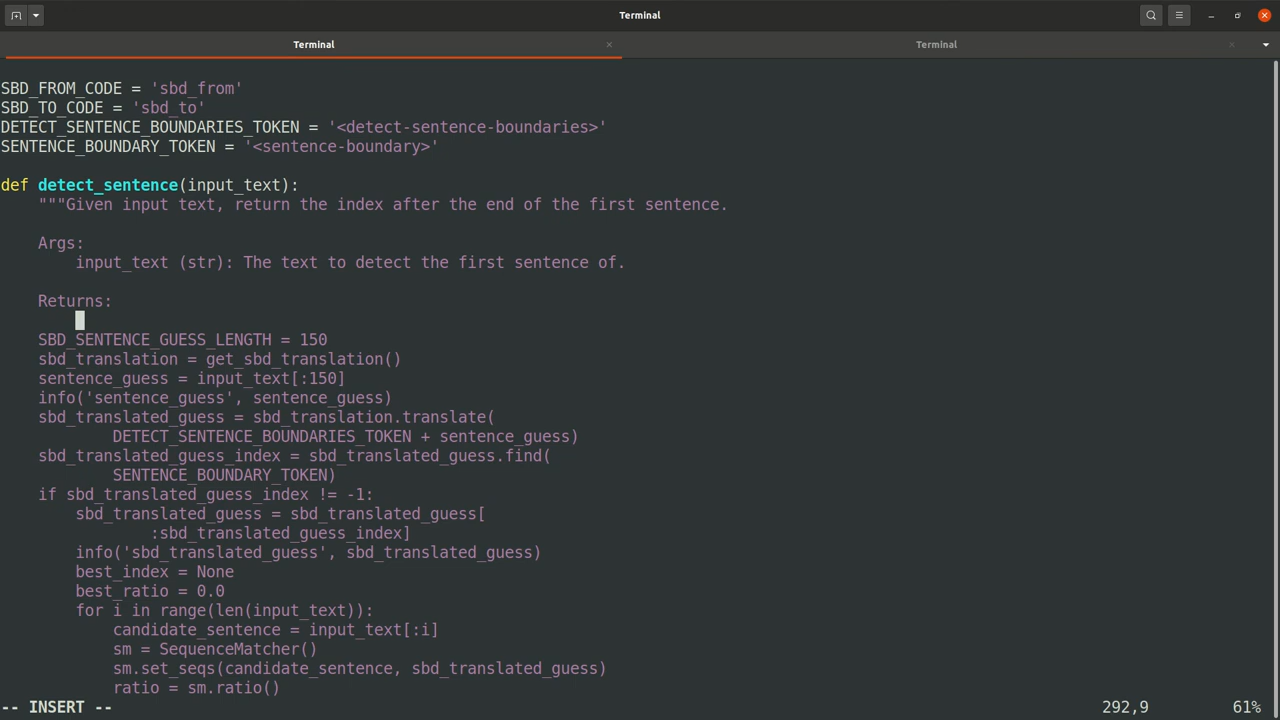 Terminal
Terminal
Terminal
SBD_FROM_CODE = 'sbd_from'
SBD_TO_CODE = 'sbd_to'
DETECT_SENTENCE_BOUNDARIES_TOKEN = '<detect-sentence-boundaries>'
SENTENCE_BOUNDARY_TOKEN = '<sentence-boundary>'
def detect_sentence(input_text):
    """Given input text, return the index after the end of the first sentence.
    Args:
        input_text (str): The text to detect the first sentence of.
    Returns:
    SBD_SENTENCE_GUESS_LENGTH = 150
    sbd_translation = get_sbd_translation()
    sentence_guess = input_text[:150]
    info('sentence_guess', sentence_guess)
    sbd_translated_guess = sbd_translation.translate(
            DETECT_SENTENCE_BOUNDARIES_TOKEN + sentence_guess)
    sbd_translated_guess_index = sbd_translated_guess.find(
            SENTENCE_BOUNDARY_TOKEN)
    if sbd_translated_guess_index != -1:
        sbd_translated_guess = sbd_translated_guess[
                :sbd_translated_guess_index]
        info('sbd_translated_guess', sbd_translated_guess)
        best_index = None
        best_ratio = 0.0
        for i in range(len(input_text)):
            candidate_sentence = input_text[:i]
            sm = SequenceMatcher()
            sm.set_seqs(candidate_sentence, sbd_translated_guess)
            ratio = sm.ratio()
-- INSERT -- 292,9 61%